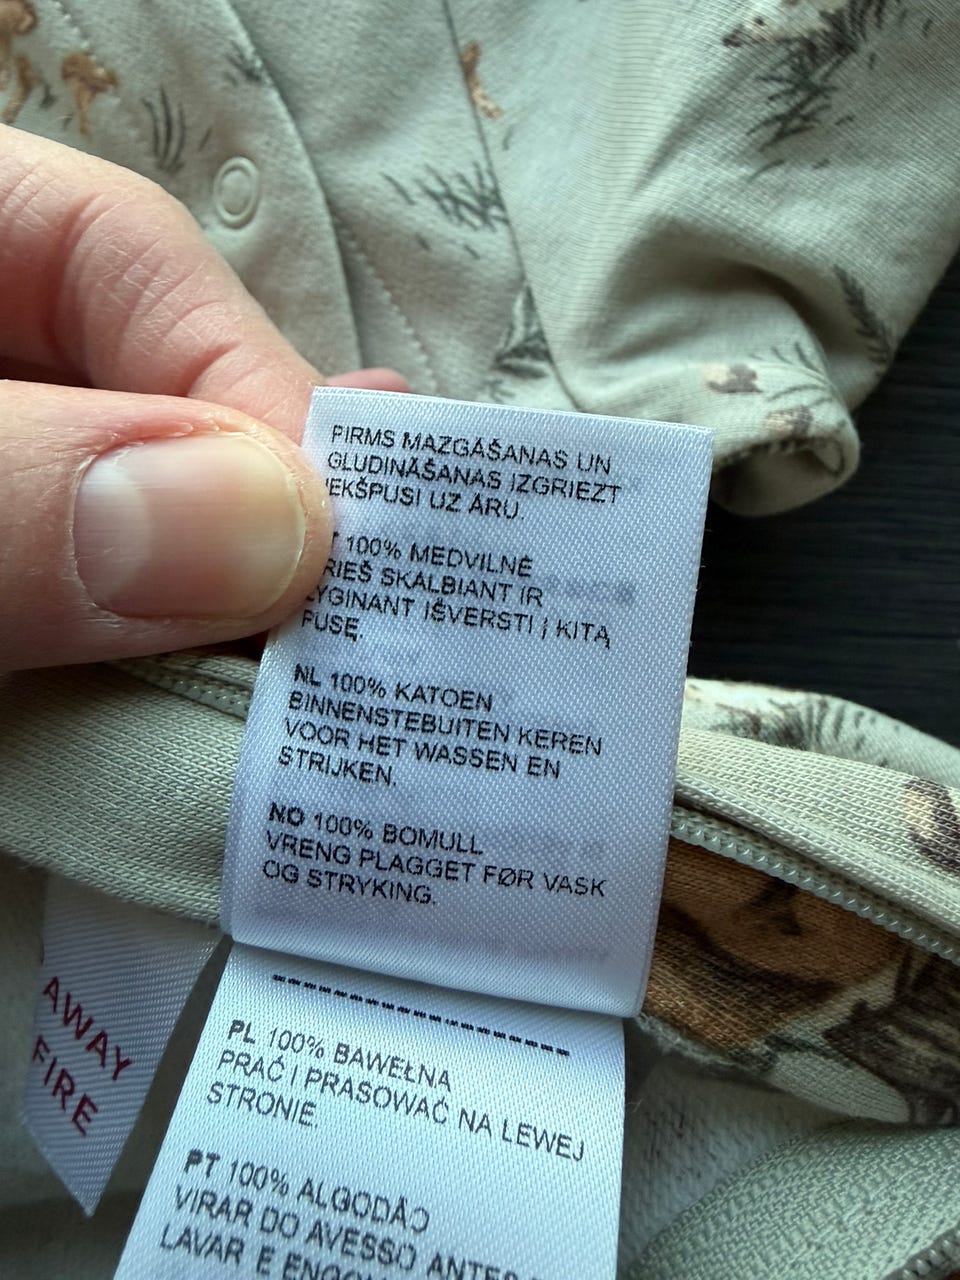 PIRMS MAZGĀŠANAS UN
GLUDINĀŠANAS IZGRIEZT
IEKŠPUSI UZ ĀRU.
100% MEDVILNĖ
PRIEŠ SKALBIANT IR
LYGINANT IŠVERSTI Į KITĄ
PUSĘ.
NL 100% KATOEN
BINNENSTEBUITEN KEREN
VOOR HET WASSEN EN
STRIJKEN.
NO 100% BOMULL
VRENG PLAGGET FØR VASK
OG STRYKING.
PL 100% BAWEŁNA
PRAĆ I PRASOWAĆ NA LEWEJ
STRONIE.
PT 100% ALGODÃO
VIRAR DO AVESSO ANTES
LAVAR E
AWAY
FIRE